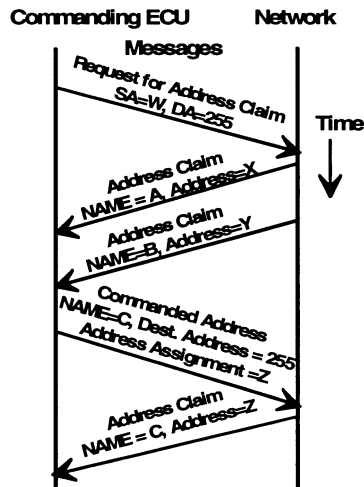 Commanding ECU Network
Messages
Request for Address Claim
SA=W, DA=255
Time
Address Claim
NAME = A, Address=X
Address Claim
NAME=B, Address=Y
Commanded Address
NAME=C, Dest. Address = 255
Address Assignment =Z
Address Claim
NAME = C, Address=Z